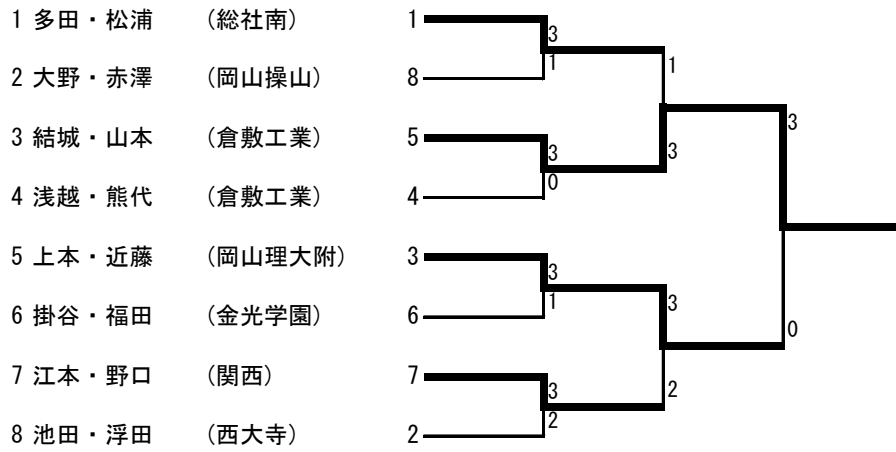 1 多田・松浦 (総社南) 1
3
1
1
2 大野・赤澤 (岡山操山) 8
3
3 結城・山本 (倉敷工業) 5
3
3
0
4 浅越・熊代 (倉敷工業) 4
5 上本・近藤 (岡山理大附) 3
3
1
3
6 掛谷・福田 (金光学園) 6
0
7 江本・野口 (関西) 7
3
2
2
8 池田・浮田 (西大寺) 2